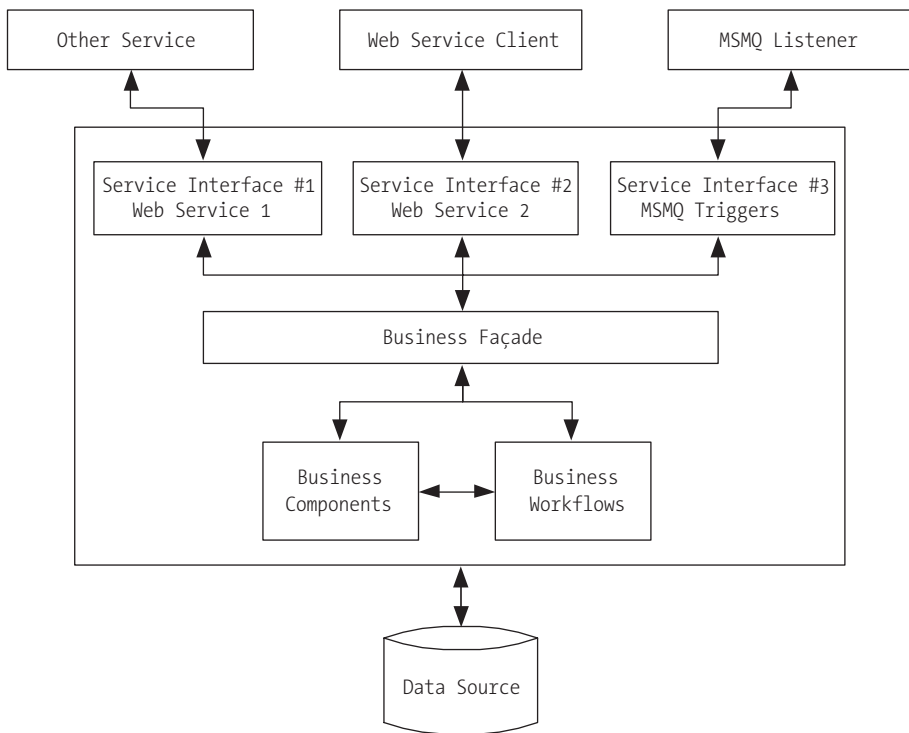 Other Service
Web Service Client
MSMQ Listener
Service Interface #1
Web Service 1
Service Interface #2
Web Service 2
Service Interface #3
MSMQ Triggers
Business Façade
Business
Components
Business
Workflows
Data Source